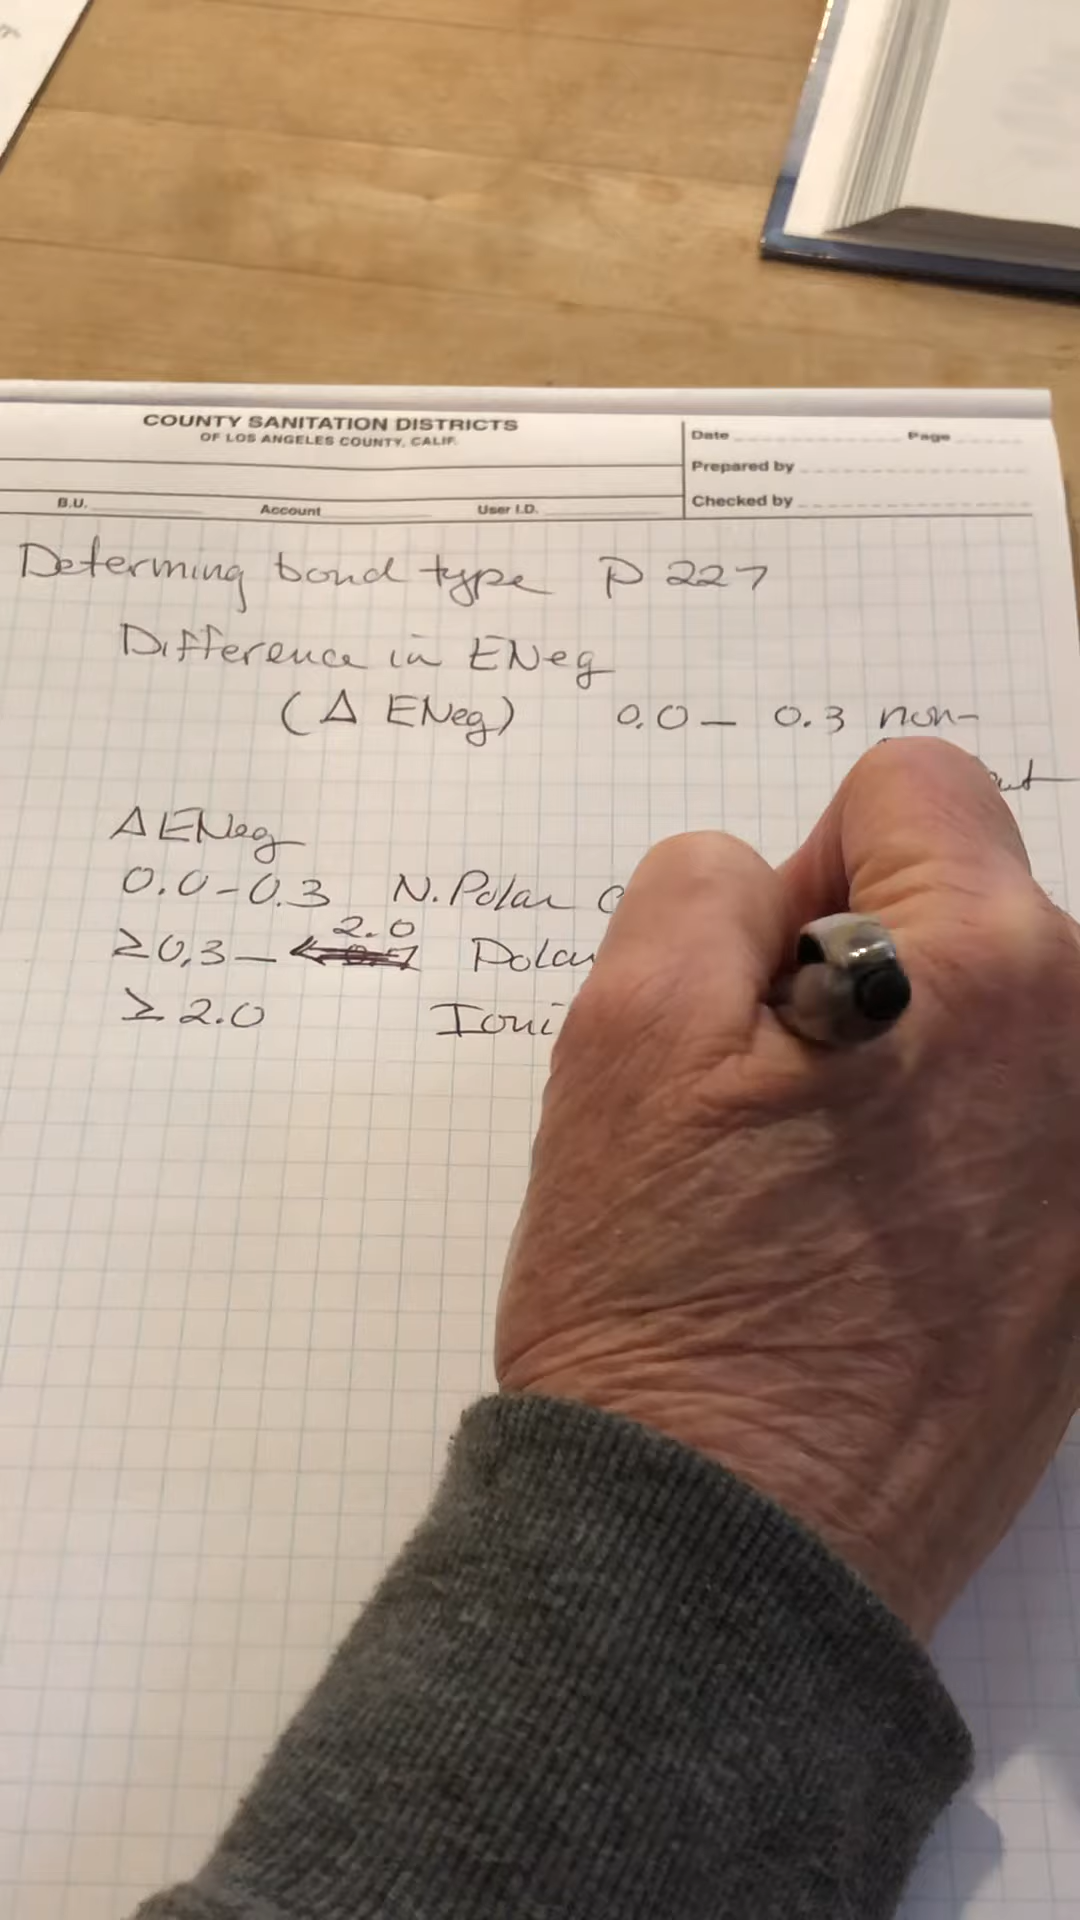 COUNTY SANITATION DISTRICTS
OF LOS ANGELES COUNTY, CALIF.
Date Page
Prepared by
Checked by
B.U. Account User I.D.
Determing bond type P 227
Difference in ENeg
(Δ ENeg) 0.0 – 0.3 non-
Δ ENeg
0.0-0.3 N. Polar
2.0
≥0.3 – Polar
≥ 2.0